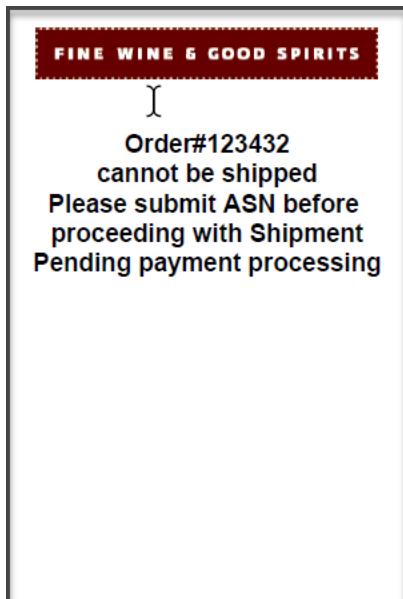 FINE WINE & GOOD SPIRITS
Order#123432
cannot be shipped
Please submit ASN before
proceeding with Shipment
Pending payment processing